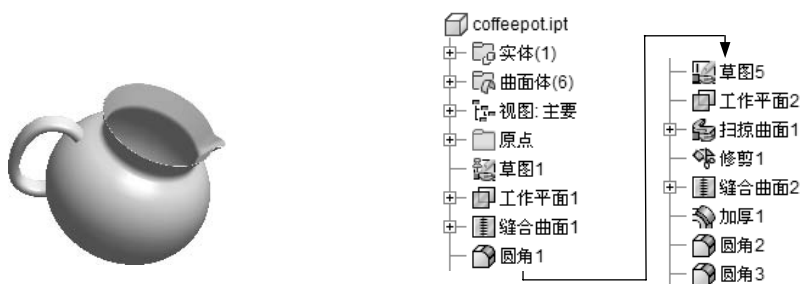 coffeepot.ipt
实体(1)
曲面体(6)
视图: 主要
原点
草图1
工作平面1
缝合曲面1
圆角1
草图5
工作平面2
扫掠曲面1
修剪1
缝合曲面2
加厚1
圆角2
圆角3